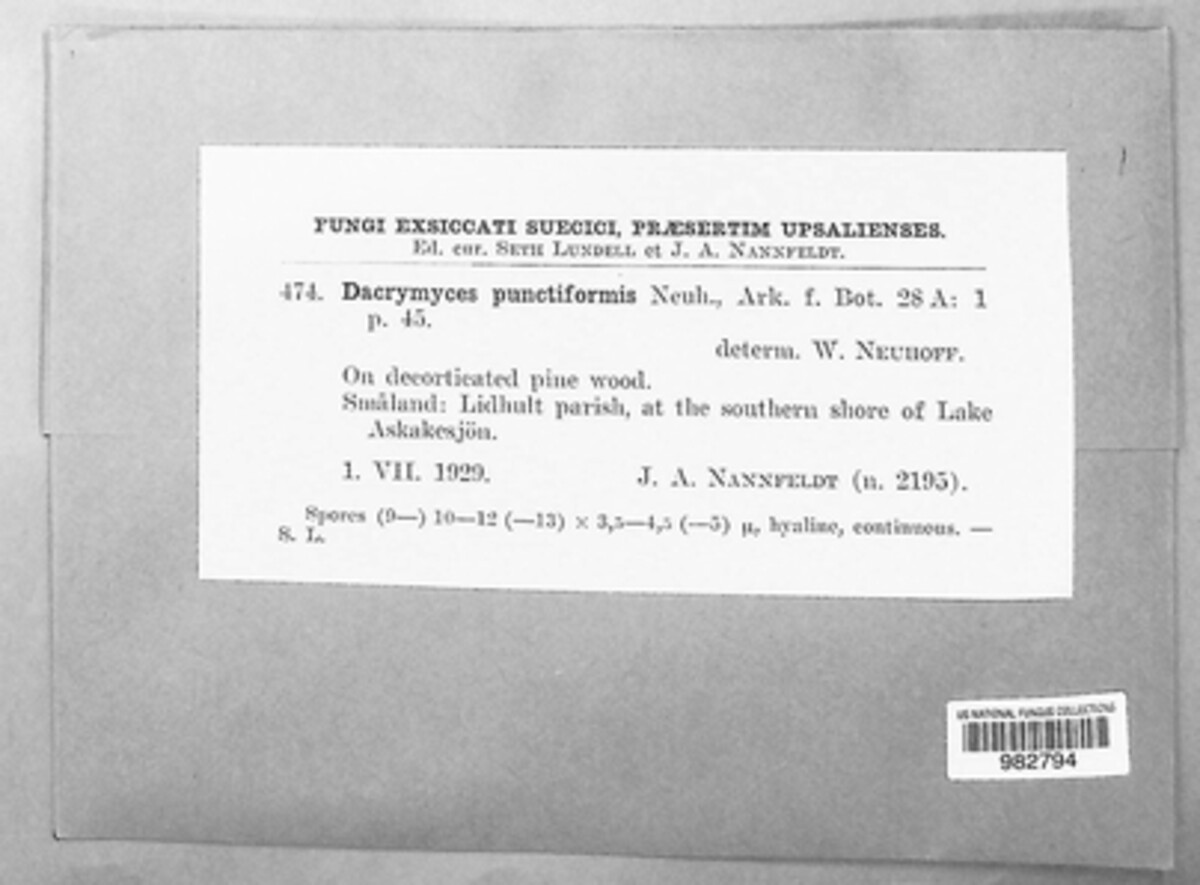 FUNGI EXSICCATI SUECICI, PRÆSERTIM UPSALIENSES.
Ed. cur. SETH LUNDELL et J. A. NANNFELDT.
474. Dacrymyces punctiformis Neuh., Ark. f. Bot. 28 A: 1
p. 45.
determ. W. NEUHOFF.
On decorticated pine wood.
Småland: Lidhult parish, at the southern shore of Lake
Askakesjön.
1. VII. 1929. J. A. NANNFELDT (n. 2195).
Spores (9—) 10—12 (—13) × 3,5—4,5 (—5) µ, hyaline, continuous. —
S. L.
US NATIONAL FUNGUS COLLECTIONS
982794